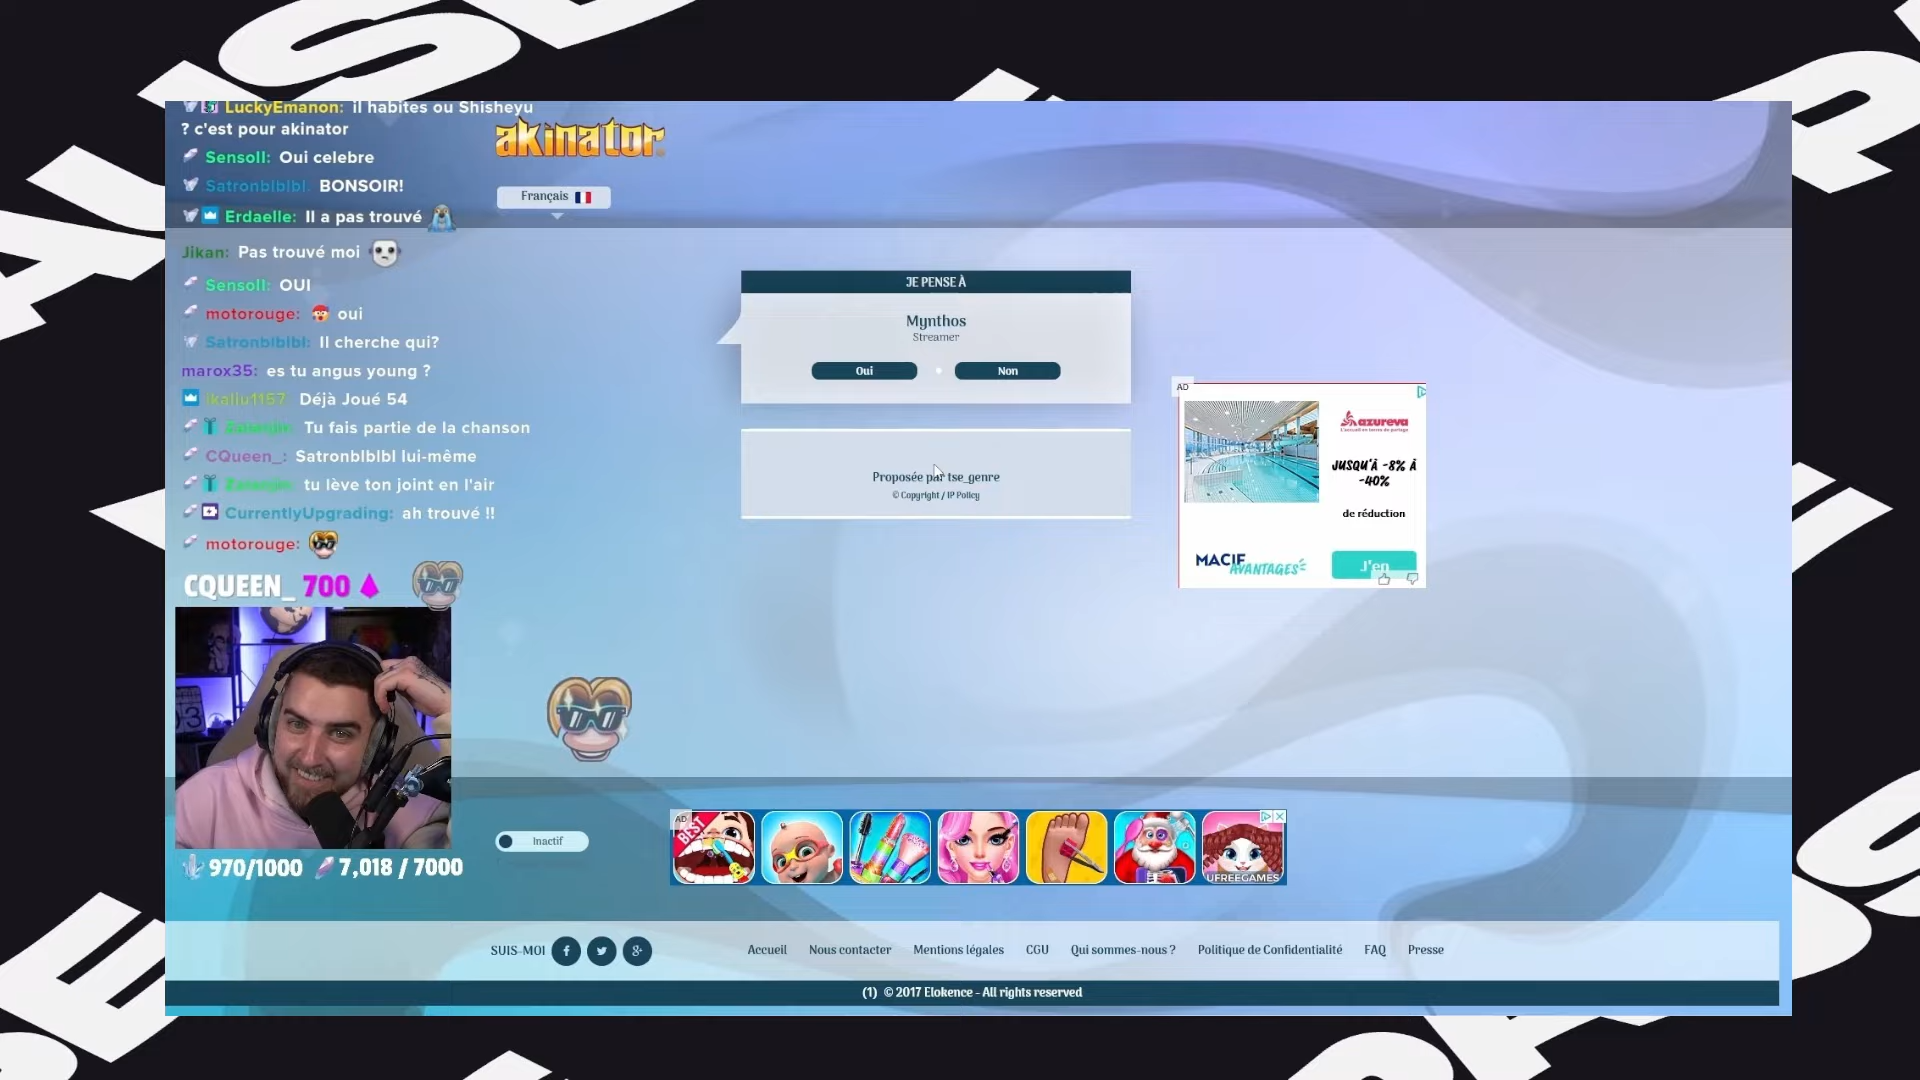 LuckyEmanon: il habites ou Shisheyu
? c'est pour akinator
Sensoll: Oui celebre
Satronblblbl: BONSOIR!
Erdaelle: Il a pas trouvé
Jikan: Pas trouvé moi
Sensoll: OUI
motorouge: oui
Satronblblbl: Il cherche qui?
marox35: es tu angus young ?
Déjà Joué 54
Tu fais partie de la chanson
CQueen_: Satronblblbl lui-même
tu lève ton joint en l'air
CurrentlyUpgrading: ah trouvé !!
motorouge:
CQUEEN_ 700
970/1000 7,018 / 7000
akinator
Français
JE PENSE À
Mynthos
Streamer
Oui Non
Proposée par tse_genre
© Copyright / IP Policy
AD
azureva
JUSQU'À -8% À
-40%
de réduction
MACIF
AVANTAGES
J'en
Inactif
AD
BEST
UFREEGAMES
SUIS-MOI
Accueil Nous contacter Mentions légales CGU Qui sommes-nous ? Politique de Confidentialité FAQ Presse
(1) © 2017 Elokence - All rights reserved